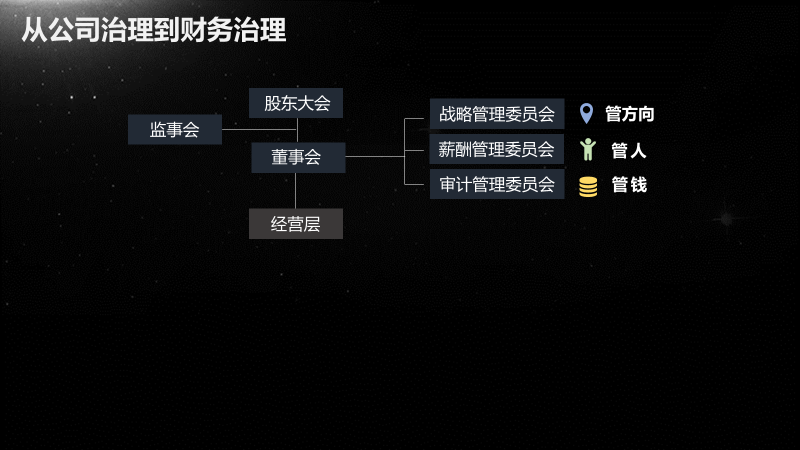 从公司治理到财务治理
股东大会
监事会
董事会
经营层
战略管理委员会
管方向
薪酬管理委员会
管人
审计管理委员会
管钱